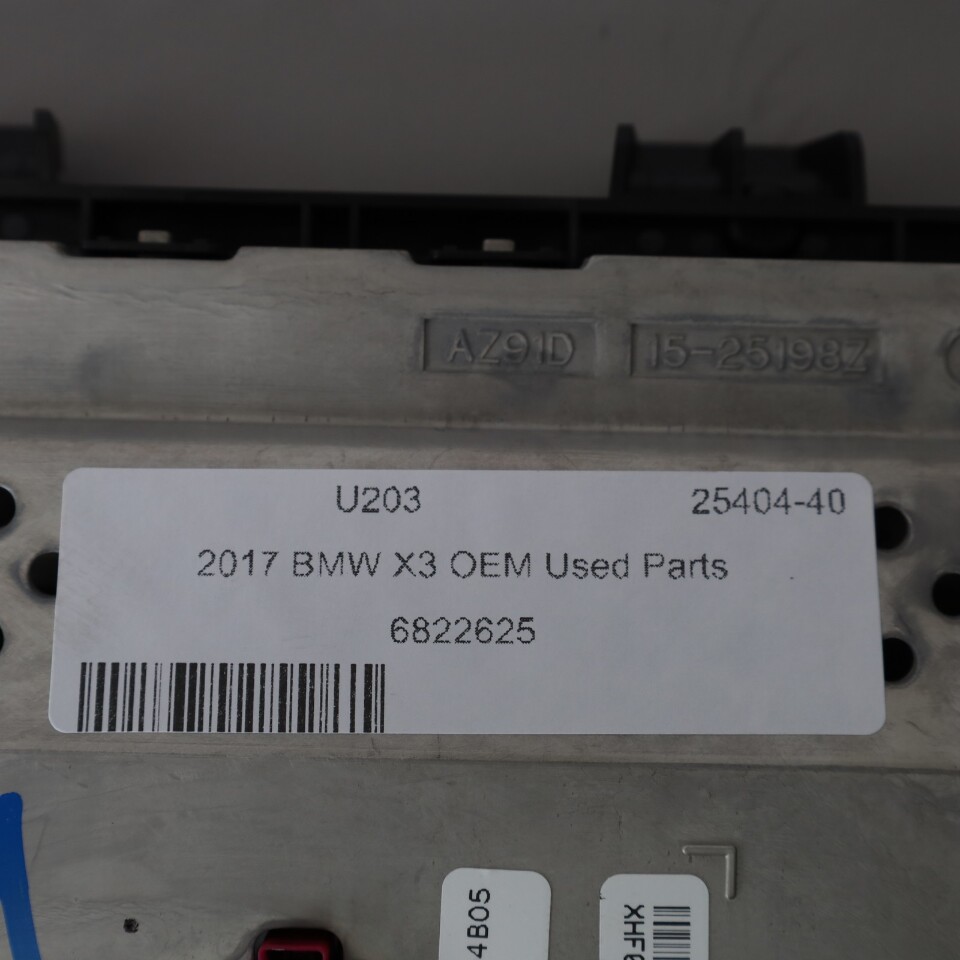 AZ91D 15-25198Z
U203 25404-40
2017 BMW X3 OEM Used Parts
6822625
4B05